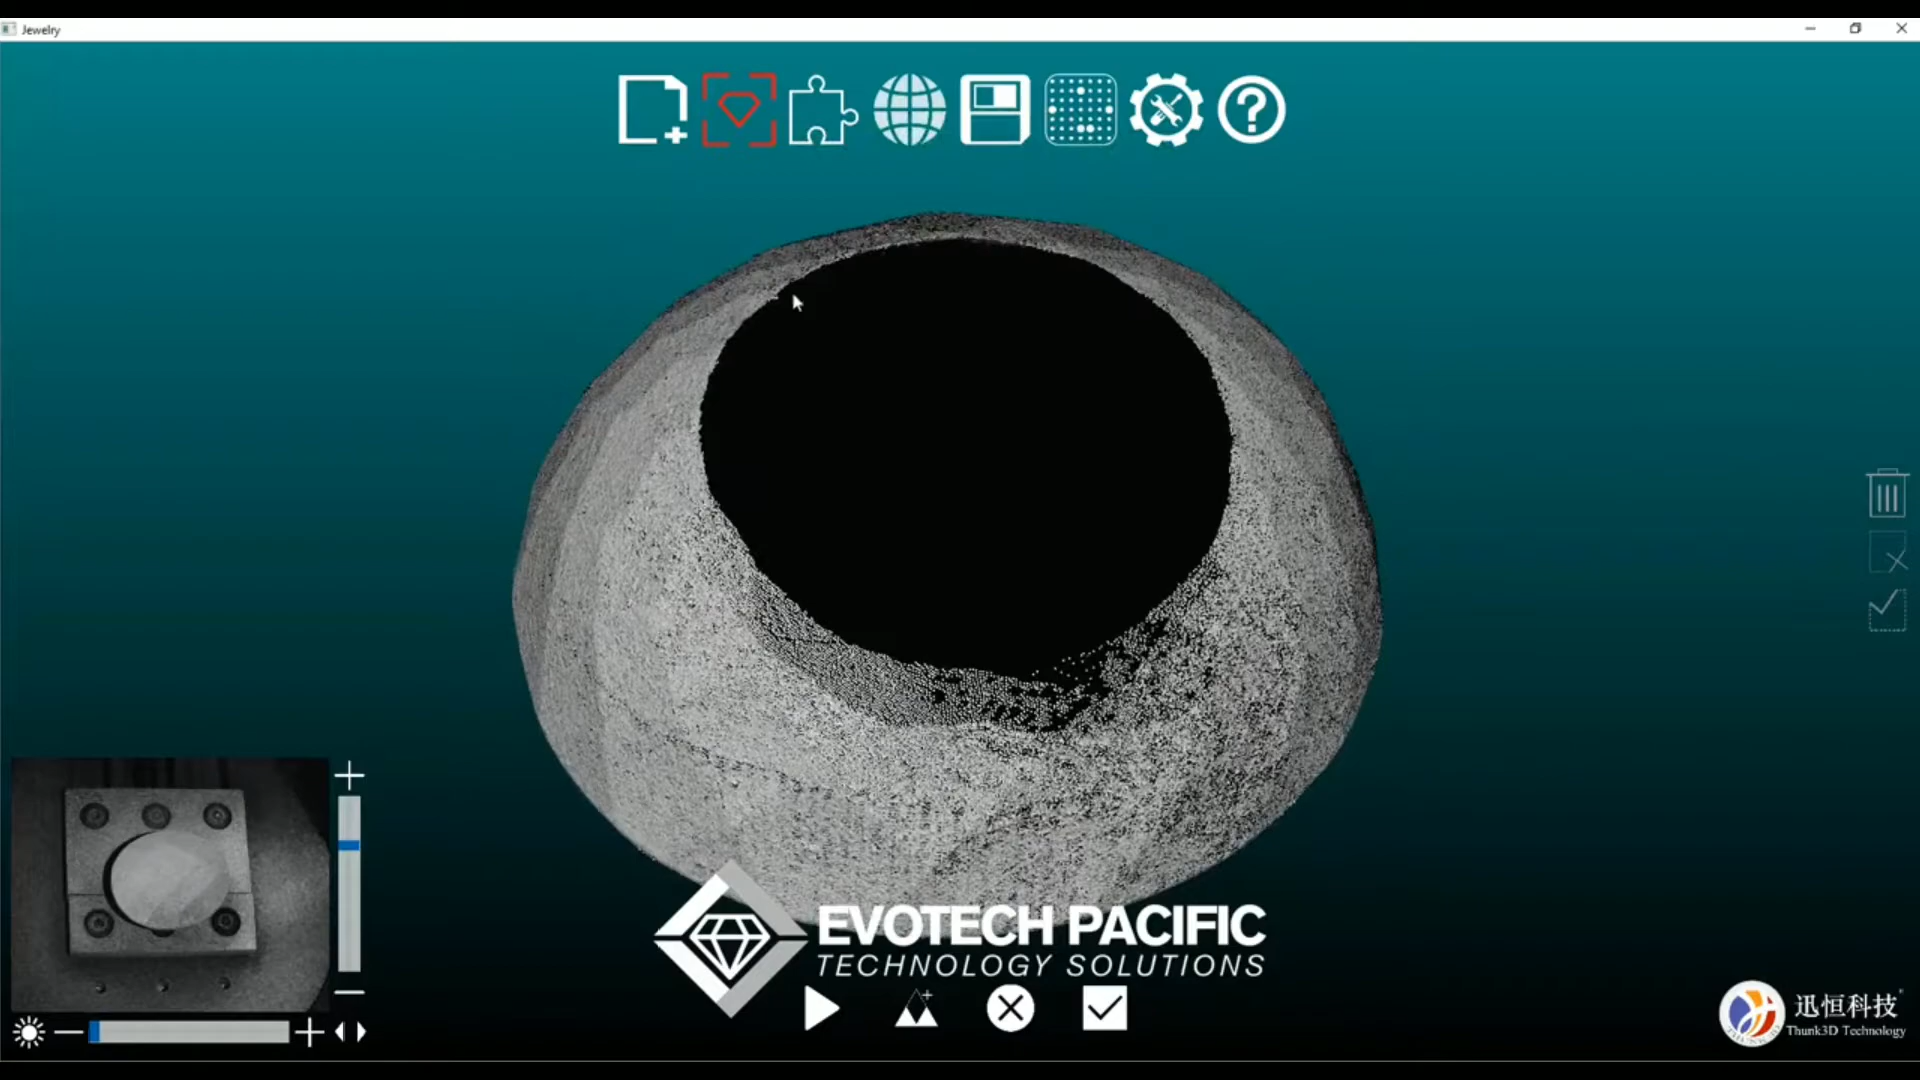 Jewelry
EVOTECH PACIFIC
TECHNOLOGY SOLUTIONS
迅恒科技
Thunk3D Technology